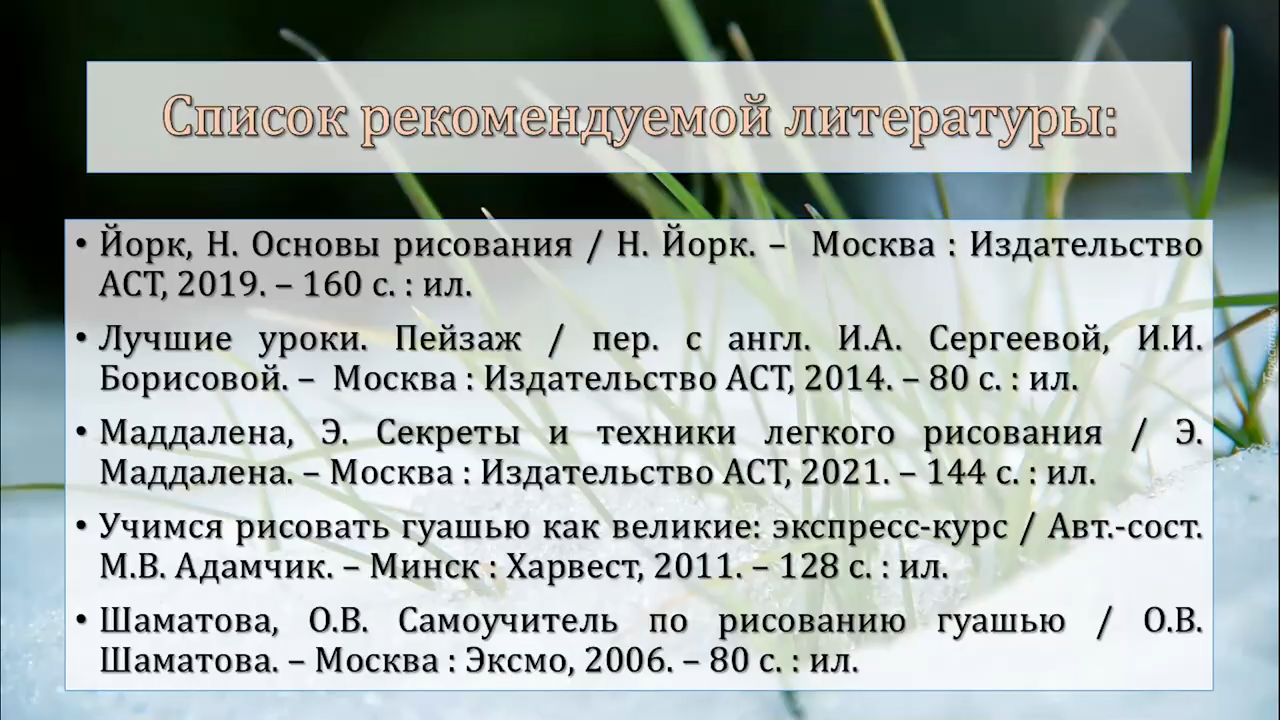 Список рекомендуемой литературы:
• Йорк, Н. Основы рисования / Н. Йорк. – Москва : Издательство
АСТ, 2019. – 160 с. : ил.
• Лучшие уроки. Пейзаж / пер. с англ. И.А. Сергеевой, И.И.
Борисовой. – Москва : Издательство АСТ, 2014. – 80 с. : ил.
• Маддалена, Э. Секреты и техники легкого рисования / Э.
Маддалена. – Москва : Издательство АСТ, 2021. – 144 с. : ил.
• Учимся рисовать гуашью как великие: экспресс-курс / Авт.-сост.
М.В. Адамчик. – Минск : Харвест, 2011. – 128 с. : ил.
• Шаматова, О.В. Самоучитель по рисованию гуашью / О.В.
Шаматова. – Москва : Эксмо, 2006. – 80 с. : ил.